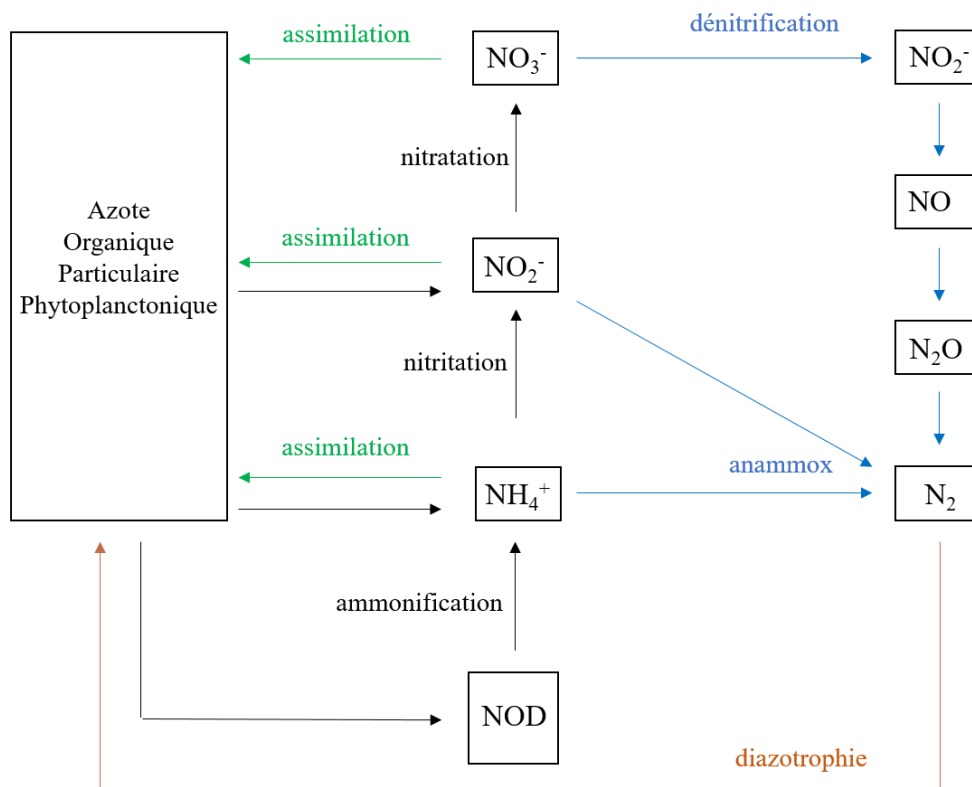 assimilation
dénitrification
NO₃⁻
NO₂⁻
nitratation
NO
Azote
Organique
Particulaire
Phytoplanctonique
assimilation
NO₂⁻
nitritation
N₂O
assimilation
anammox
NH₄⁺
N₂
ammonification
NOD
diazotrophie